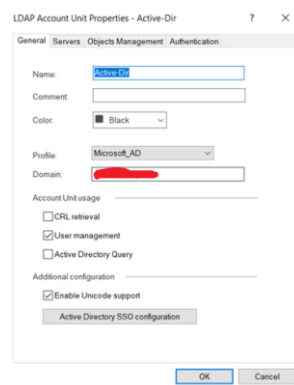 LDAP Account Unit Properties - Active-Dir ? ×
General Servers Objects Management Authentication
Name: Active-Dir
Comment:
Color: Black
Profile: Microsoft_AD
Domain:
Account Unit usage
CRL retrieval
User management
Active Directory Query
Additional configuration
Enable Unicode support
Active Directory SSO configuration
OK Cancel